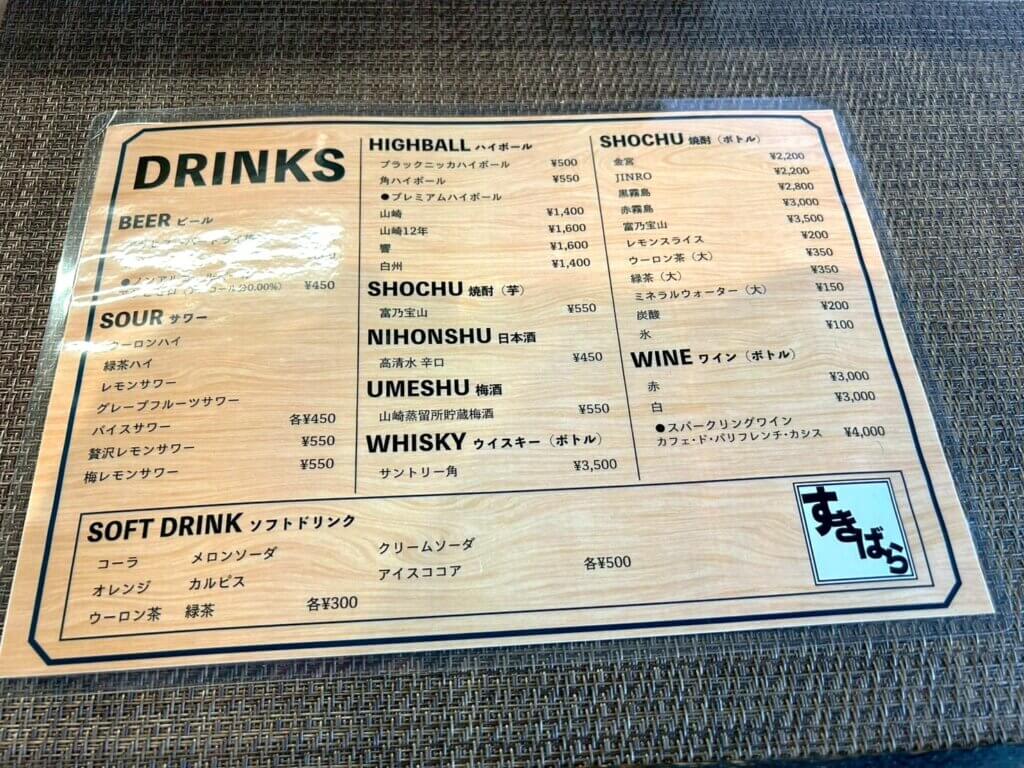 DRINKS
BEER ビール
¥450
SOUR サワー
ウーロンハイ
緑茶ハイ
レモンサワー
グレープフルーツサワー
バイスサワー 各¥450
贅沢レモンサワー ¥550
梅レモンサワー ¥550
HIGHBALL ハイボール
ブラックニッカハイボール ¥500
角ハイボール ¥550
●プレミアムハイボール
山崎 ¥1,400
山崎12年 ¥1,600
響 ¥1,600
白州 ¥1,400
SHOCHU 焼酎（芋）
富乃宝山 ¥550
NIHONSHU 日本酒
高清水 辛口 ¥450
UMESHU 梅酒
山崎蒸留所貯蔵梅酒 ¥550
WHISKY ウイスキー（ボトル）
サントリー角 ¥3,500
SHOCHU 焼酎（ボトル）
金宮 ¥2,200
JINRO ¥2,200
黒霧島 ¥2,800
赤霧島 ¥3,000
富乃宝山 ¥3,500
レモンスライス ¥200
ウーロン茶（大） ¥350
緑茶（大） ¥350
ミネラルウォーター（大） ¥150
炭酸 ¥200
氷 ¥100
WINE ワイン（ボトル）
赤 ¥3,000
白 ¥3,000
●スパークリングワイン
カフェ・ド・パリフレンチ・カシス ¥4,000
SOFT DRINK ソフトドリンク
コーラ メロンソーダ
オレンジ カルピス
ウーロン茶 緑茶 各¥300
クリームソーダ
アイスココア 各¥500
すきばら